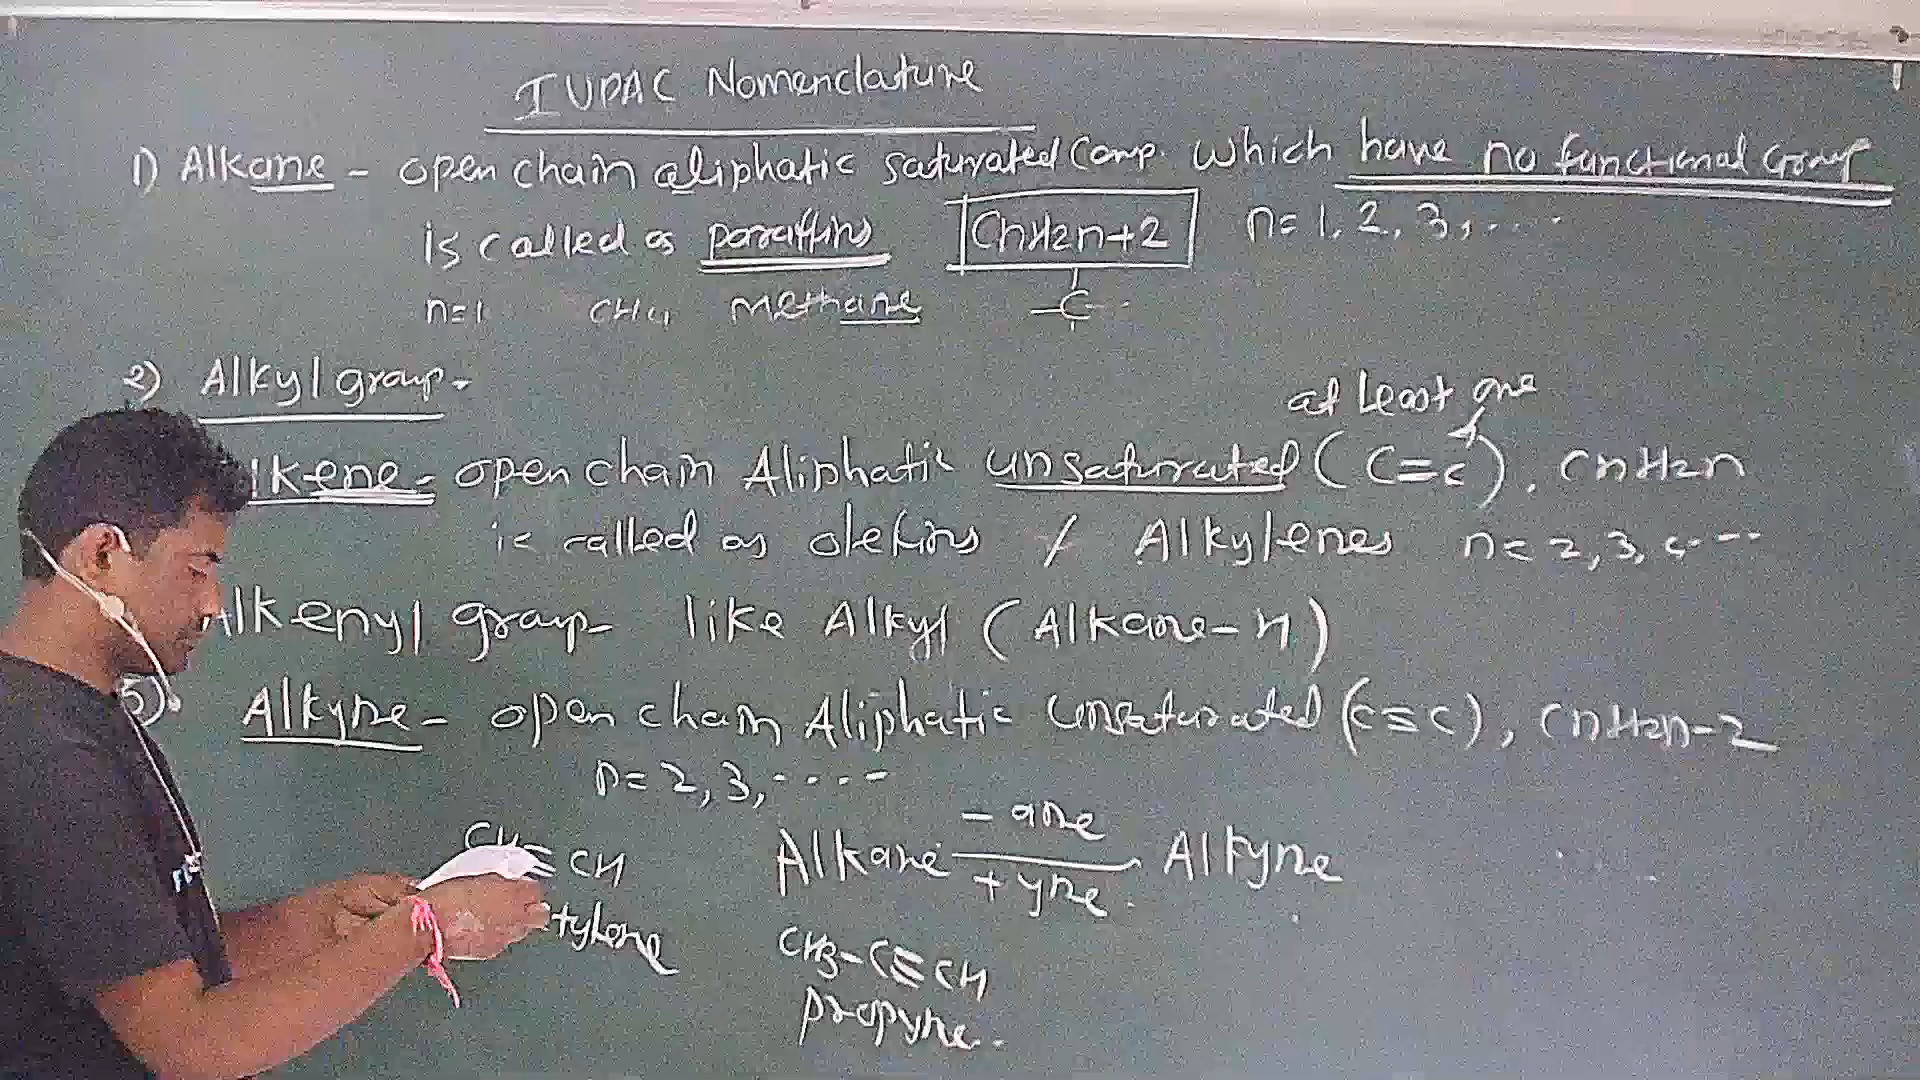 IUPAC Nomenclature
1) Alkane - open chain aliphatic saturated Comp. which have no functional Group
is called as paraffins CnH2n+2 n=1,2,3,....
n=1 CH4 methane -C-
2) Alkyl group-
at least one
lkene- open chain Aliphatic unsaturated (C=C), CnH2n
is called as olefins / Alkylenes n=2,3,....
lkenyl group- like Alkyl (Alkane-H)
5) Alkyne- open chain Aliphatic unsaturated (C≡C), CnH2n-2
n=2,3,....
CH≡CH Alkane -ane +yne Alkyne
tylene CH3-C≡CH
propyne.